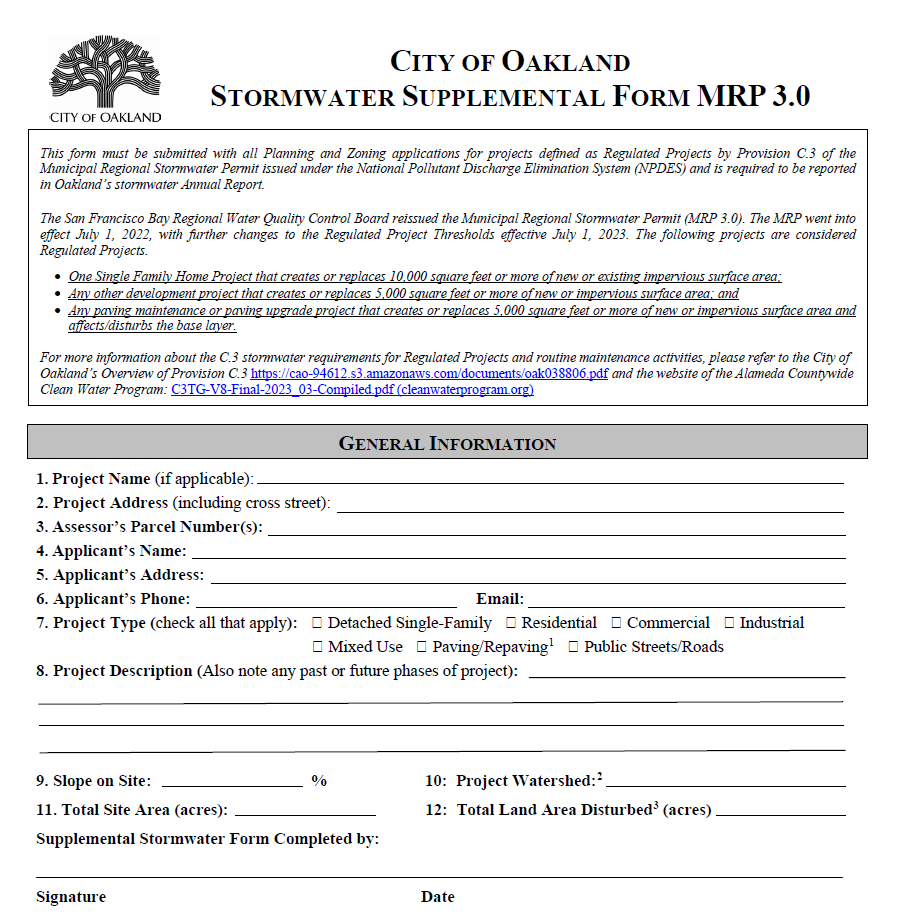 CITY OF OAKLAND
CITY OF OAKLAND
STORMWATER SUPPLEMENTAL FORM MRP 3.0
This form must be submitted with all Planning and Zoning applications for projects defined as Regulated Projects by Provision C.3 of the
Municipal Regional Stormwater Permit issued under the National Pollutant Discharge Elimination System (NPDES) and is required to be reported
in Oakland's stormwater Annual Report.
The San Francisco Bay Regional Water Quality Control Board reissued the Municipal Regional Stormwater Permit (MRP 3.0). The MRP went into
effect July 1, 2022, with further changes to the Regulated Project Thresholds effective July 1, 2023. The following projects are considered
Regulated Projects.
• One Single Family Home Project that creates or replaces 10,000 square feet or more of new or existing impervious surface area;
• Any other development project that creates or replaces 5,000 square feet or more of new or impervious surface area; and
• Any paving maintenance or paving upgrade project that creates or replaces 5,000 square feet or more of new or impervious surface area and
affects/disturbs the base layer.
For more information about the C.3 stormwater requirements for Regulated Projects and routine maintenance activities, please refer to the City of
Oakland's Overview of Provision C.3 https://cao-94612.s3.amazonaws.com/documents/oak038806.pdf and the website of the Alameda Countywide
Clean Water Program: C3TG-V8-Final-2023_03-Compiled.pdf (cleanwaterprogram.org)
GENERAL INFORMATION
1. Project Name (if applicable):
2. Project Address (including cross street):
3. Assessor's Parcel Number(s):
4. Applicant's Name:
5. Applicant's Address:
6. Applicant's Phone: Email:
7. Project Type (check all that apply): ☐ Detached Single-Family ☐ Residential ☐ Commercial ☐ Industrial
☐ Mixed Use ☐ Paving/Repaving¹ ☐ Public Streets/Roads
8. Project Description (Also note any past or future phases of project):
9. Slope on Site: % 10: Project Watershed:²
11. Total Site Area (acres): 12: Total Land Area Disturbed³ (acres)
Supplemental Stormwater Form Completed by:
Signature Date